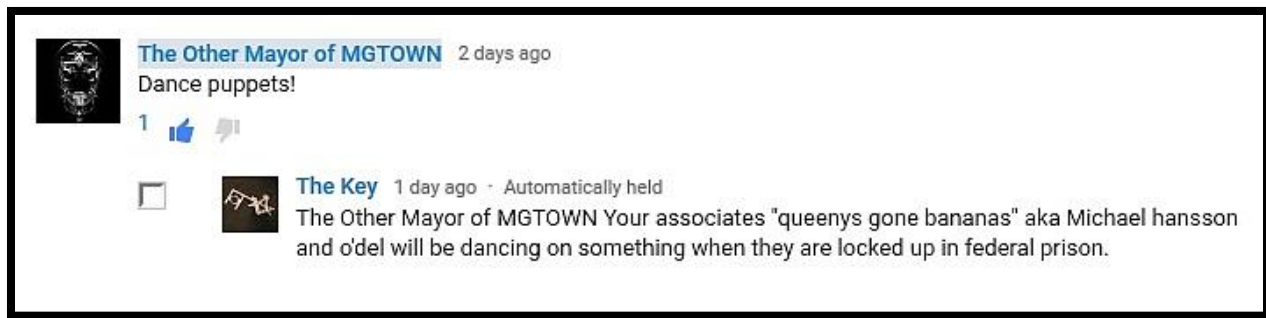 The Other Mayor of MGTOWN 2 days ago
Dance puppets!
1
The Key 1 day ago · Automatically held
The Other Mayor of MGTOWN Your associates "queenys gone bananas" aka Michael hansson
and o'del will be dancing on something when they are locked up in federal prison.